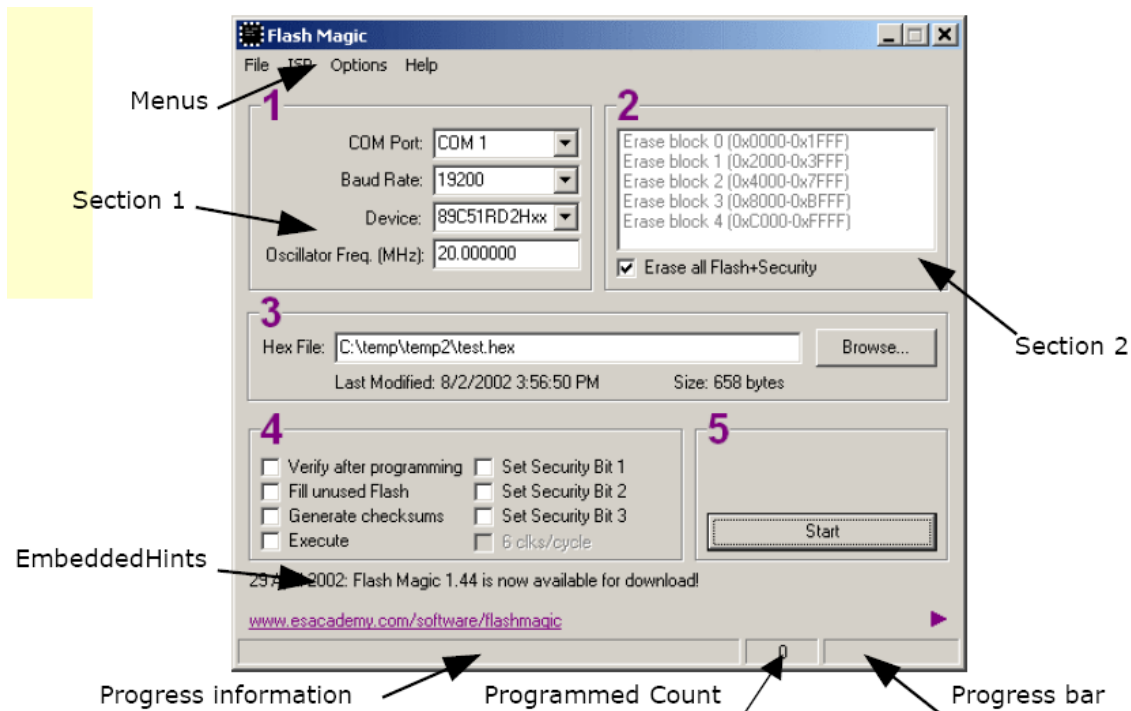 Flash Magic
File ISP Options Help
Menus
1
2
COM Port: COM 1
Baud Rate: 19200
Device: 89C51RD2Hxx
Oscillator Freq. (MHz): 20.000000
Section 1
Erase block 0 (0x0000-0x1FFF)
Erase block 1 (0x2000-0x3FFF)
Erase block 2 (0x4000-0x7FFF)
Erase block 3 (0x8000-0xBFFF)
Erase block 4 (0xC000-0xFFFF)
Erase all Flash+Security
Section 2
3
Hex File: C:\temp\temp2\test.hex Browse...
Last Modified: 8/2/2002 3:56:50 PM Size: 658 bytes
4
Verify after programming Set Security Bit 1
Fill unused Flash Set Security Bit 2
Generate checksums Set Security Bit 3
Execute 6 clks/cycle
5
Start
EmbeddedHints
29 2002: Flash Magic 1.44 is now available for download!
www.esacademy.com/software/flashmagic
0
Progress information Programmed Count Progress bar